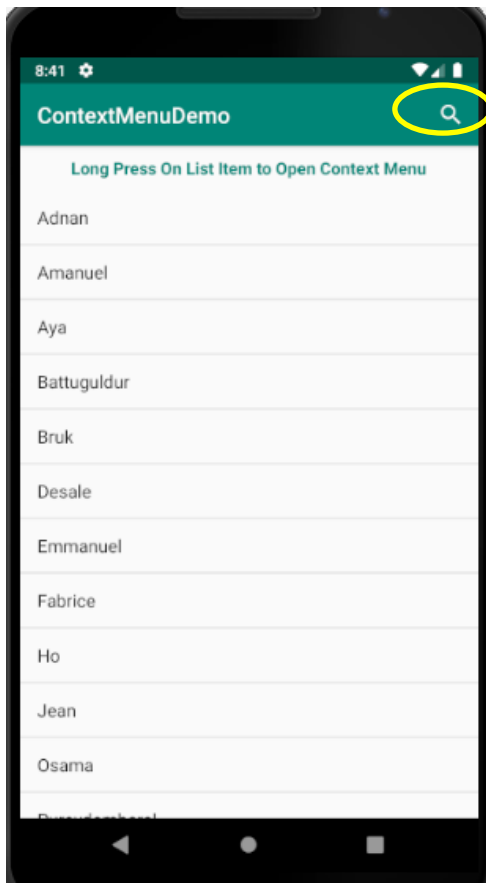 8:41
ContextMenuDemo
Long Press On List Item to Open Context Menu
Adnan
Amanuel
Aya
Battuguldur
Bruk
Desale
Emmanuel
Fabrice
Ho
Jean
Osama